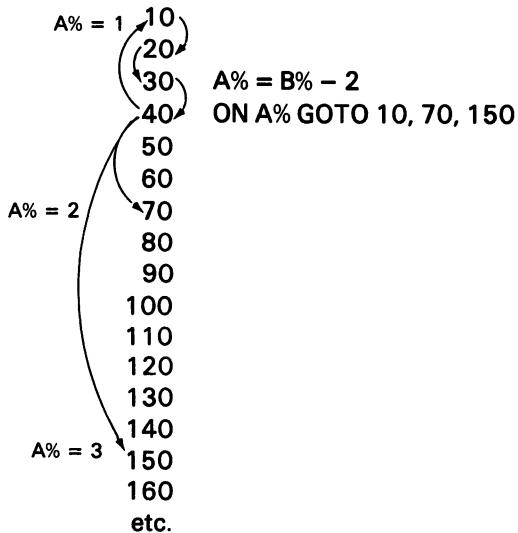 A% = 1 10
20
30 A% = B% – 2
40 ON A% GOTO 10, 70, 150
50
60
A% = 2 70
80
90
100
110
120
130
140
A% = 3 150
160
etc.